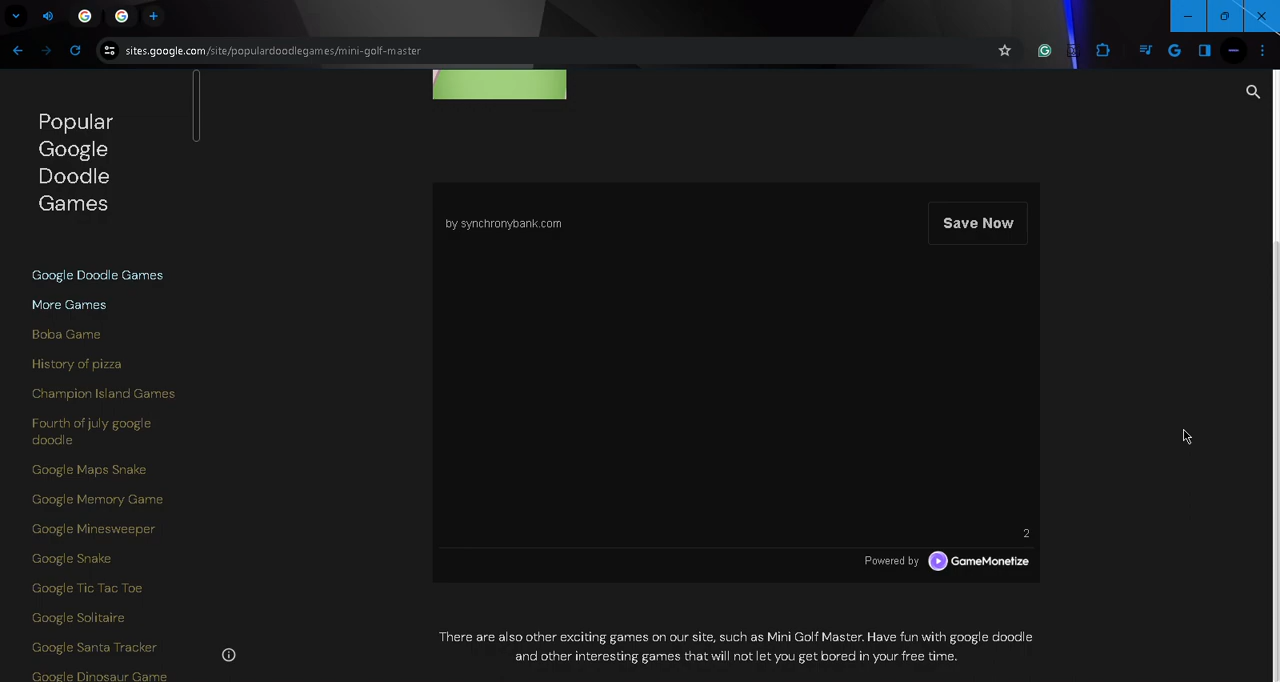 sites.google.com/site/populardoodlegames/mini-golf-master
Popular
Google
Doodle
Games
Google Doodle Games
More Games
Boba Game
History of pizza
Champion Island Games
Fourth of july google
doodle
Google Maps Snake
Google Memory Game
Google Minesweeper
Google Snake
Google Tic Tac Toe
Google Solitaire
Google Santa Tracker
Google Dinosaur Game
by synchronybank.com
Save Now
2
Powered by GameMonetize
There are also other exciting games on our site, such as Mini Golf Master. Have fun with google doodle
and other interesting games that will not let you get bored in your free time.